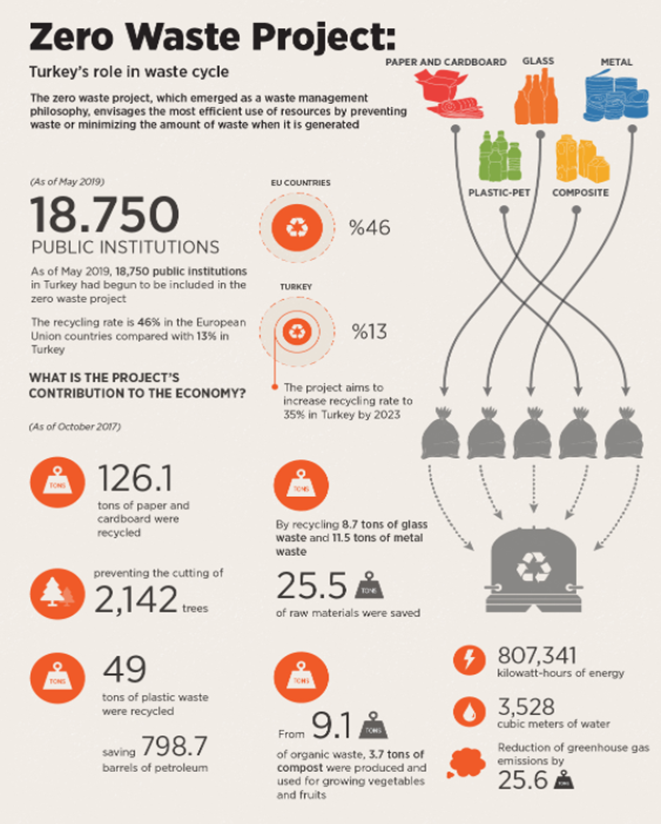 Zero Waste Project:
Turkey's role in waste cycle
The zero waste project, which emerged as a waste management
philosophy, envisages the most efficient use of resources by preventing
waste or minimizing the amount of waste when it is generated
PAPER AND CARDBOARD
GLASS
METAL
PLASTIC-PET
COMPOSITE
(As of May 2019)
18.750
PUBLIC INSTITUTIONS
As of May 2019, 18,750 public institutions
in Turkey had begun to be included in the
zero waste project
The recycling rate is 46% in the European
Union countries compared with 13% in
Turkey
EU COUNTRIES
%46
TURKEY
%13
The project aims to
increase recycling rate to
35% in Turkey by 2023
WHAT IS THE PROJECT'S
CONTRIBUTION TO THE ECONOMY?
(As of October 2017)
TONS
126.1
tons of paper and
cardboard were
recycled
preventing the cutting of
2,142 trees
TONS
49
tons of plastic waste
were recycled
saving 798.7
barrels of petroleum
TONS
By recycling 8.7 tons of glass
waste and 11.5 tons of metal
waste
25.5 TONS
of raw materials were saved
TONS
From 9.1 TONS
of organic waste, 3.7 tons of
compost were produced and
used for growing vegetables
and fruits
807,341
kilowatt-hours of energy
3,528
cubic meters of water
Reduction of greenhouse gas
emissions by
25.6 TONS